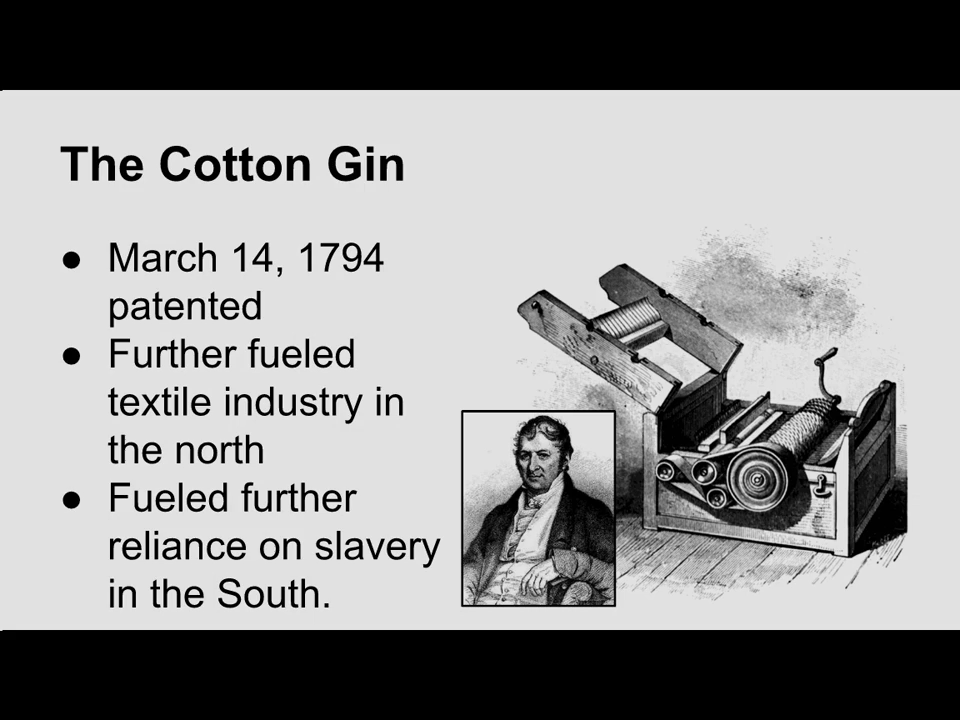 The Cotton Gin
● March 14, 1794
patented
● Further fueled
textile industry in
the north
● Fueled further
reliance on slavery
in the South.